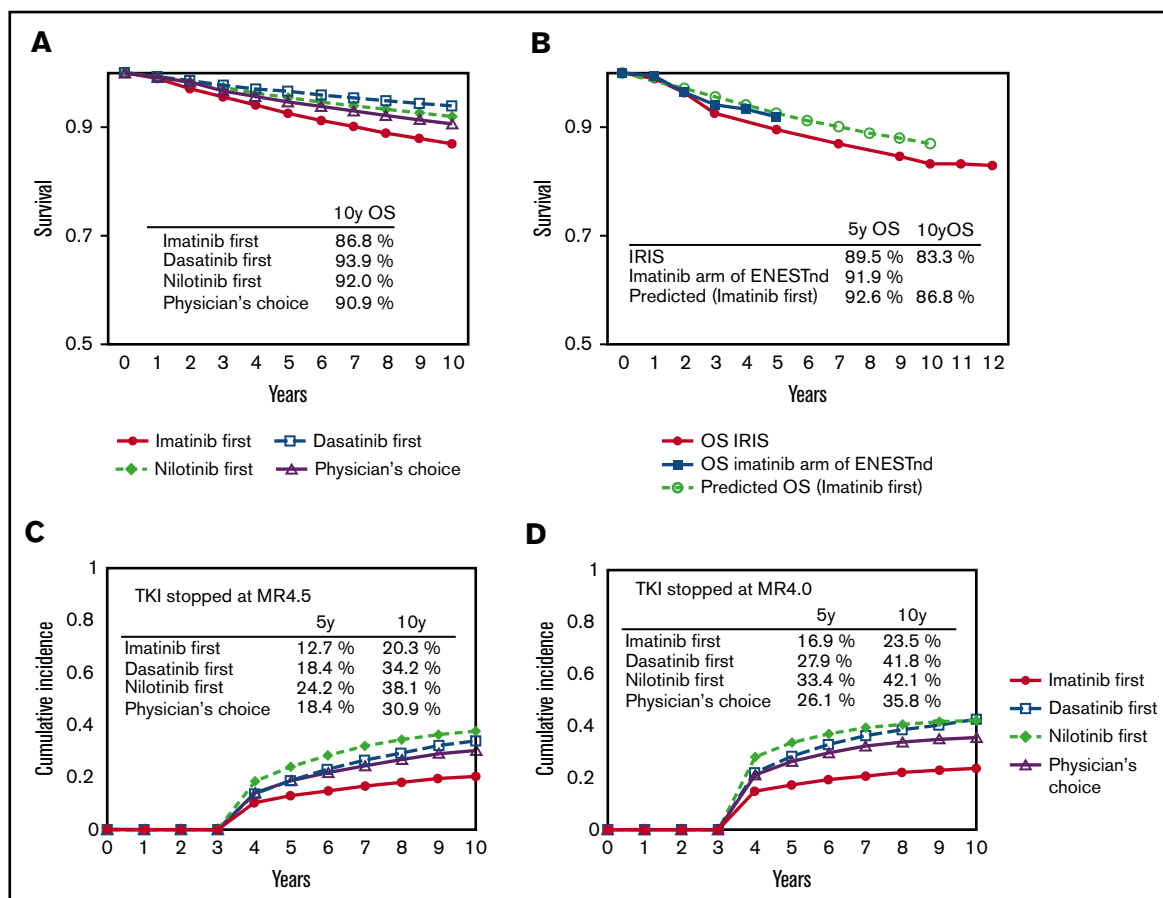 A
Survival
0.9
0.7
0.5
10y OS
Imatinib first 86.8 %
Dasatinib first 93.9 %
Nilotinib first 92.0 %
Physician's choice 90.9 %
0 1 2 3 4 5 6 7 8 9 10
Years
Imatinib first Dasatinib first
Nilotinib first Physician's choice
B
Survival
0.9
0.7
0.5
5y OS 10yOS
IRIS 89.5 % 83.3 %
Imatinib arm of ENESTnd 91.9 %
Predicted (Imatinib first) 92.6 % 86.8 %
0 1 2 3 4 5 6 7 8 9 10 11 12
Years
OS IRIS
OS imatinib arm of ENESTnd
Predicted OS (Imatinib first)
C
Cumulative incidence
1
0.8
0.6
0.4
0.2
0
TKI stopped at MR4.5
5y 10y
Imatinib first 12.7 % 20.3 %
Dasatinib first 18.4 % 34.2 %
Nilotinib first 24.2 % 38.1 %
Physician's choice 18.4 % 30.9 %
0 1 2 3 4 5 6 7 8 9 10
Years
D
Cumulative incidence
1
0.8
0.6
0.4
0.2
0
TKI stopped at MR4.0
5y 10y
Imatinib first 16.9 % 23.5 %
Dasatinib first 27.9 % 41.8 %
Nilotinib first 33.4 % 42.1 %
Physician's choice 26.1 % 35.8 %
0 1 2 3 4 5 6 7 8 9 10
Years
Imatinib first
Dasatinib first
Nilotinib first
Physician's
choice